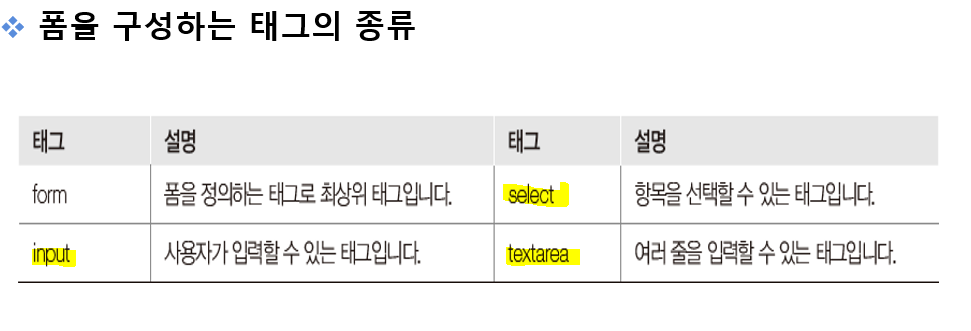 폼을 구성하는 태그의 종류
태그 설명 태그 설명
form 폼을 정의하는 태그로 최상위 태그입니다. select 항목을 선택할 수 있는 태그입니다.
input 사용자가 입력할 수 있는 태그입니다. textarea 여러 줄을 입력할 수 있는 태그입니다.